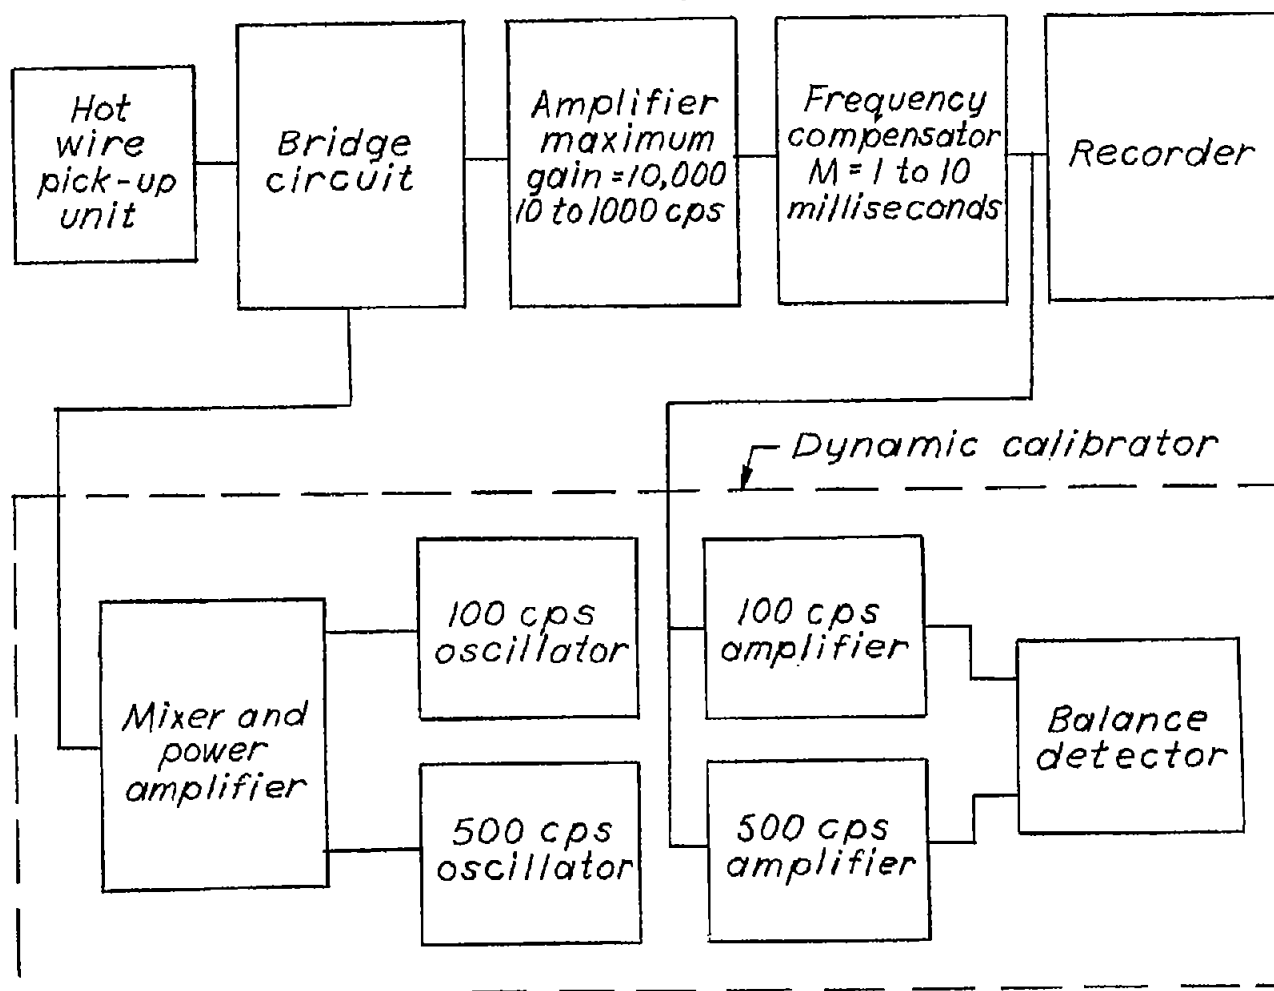 Hot
wire
pick-up
unit
Bridge
circuit
Amplifier
maximum
gain=10,000
10 to 1000 cps
Frequency
compensator
M = 1 to 10
milliseconds
Recorder
Dynamic calibrator
Mixer and
power
amplifier
100 cps
oscillator
500 cps
oscillator
100 cps
amplifier
500 cps
amplifier
Balance
detector